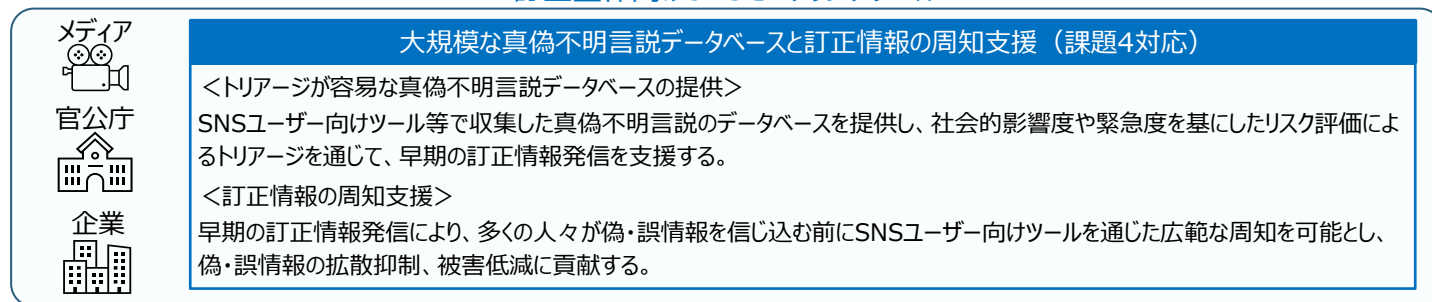 メディア
官公庁
企業
大規模な真偽不明言説データベースと訂正情報の周知支援（課題4対応）
＜トリアージが容易な真偽不明言説データベースの提供＞
SNSユーザー向けツール等で収集した真偽不明言説のデータベースを提供し、社会的影響度や緊急度を基にしたリスク評価によ
るトリアージを通じて、早期の訂正情報発信を支援する。
＜訂正情報の周知支援＞
早期の訂正情報発信により、多くの人々が偽・誤情報を信じ込む前にSNSユーザー向けツールを通じた広範な周知を可能とし、
偽・誤情報の拡散抑制、被害低減に貢献する。